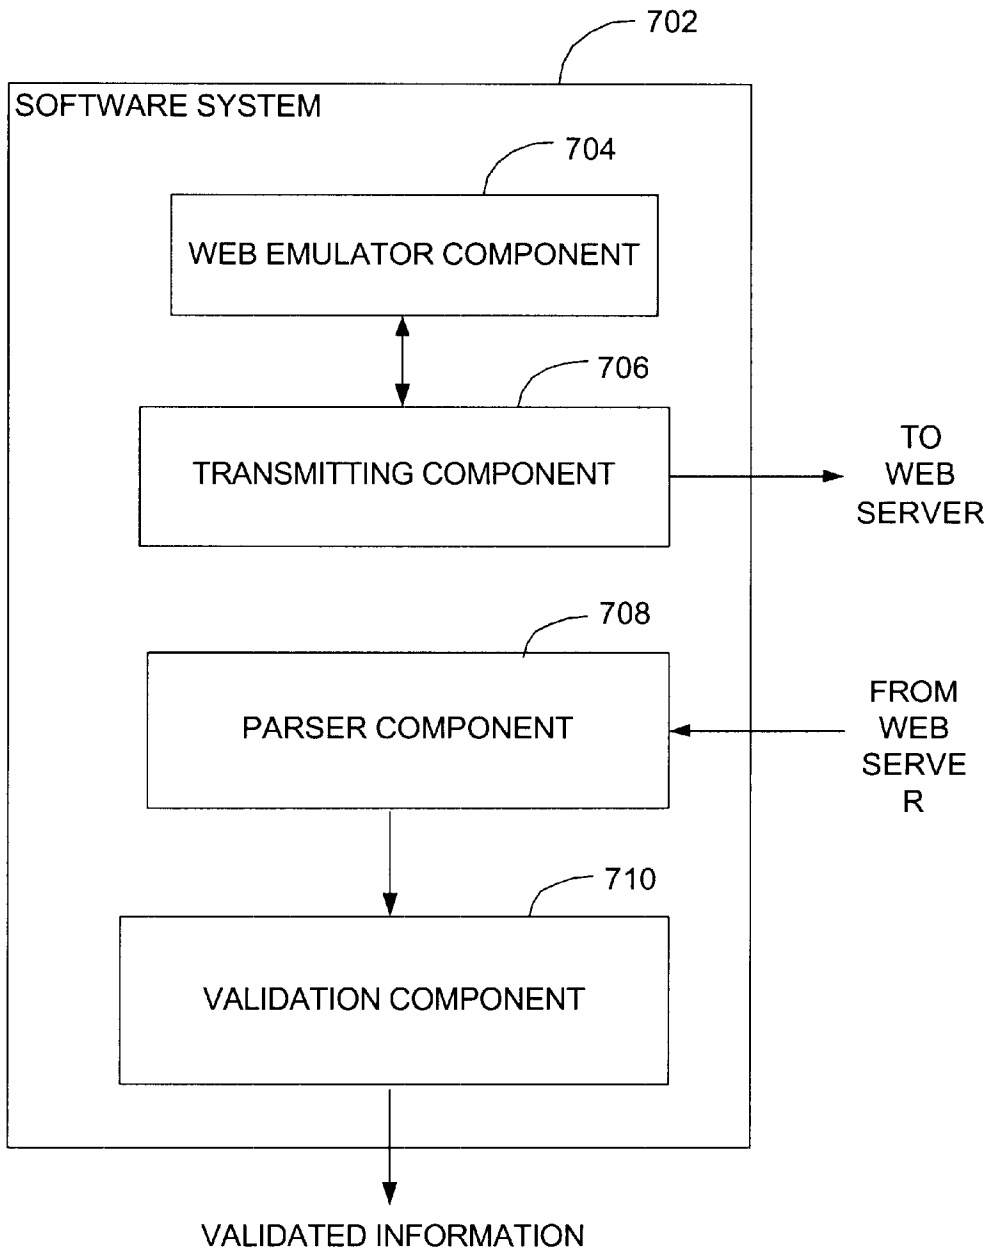 702
SOFTWARE SYSTEM
704
WEB EMULATOR COMPONENT
706
TRANSMITTING COMPONENT
TO
WEB
SERVER
708
PARSER COMPONENT
FROM
WEB
SERVE
R
710
VALIDATION COMPONENT
VALIDATED INFORMATION